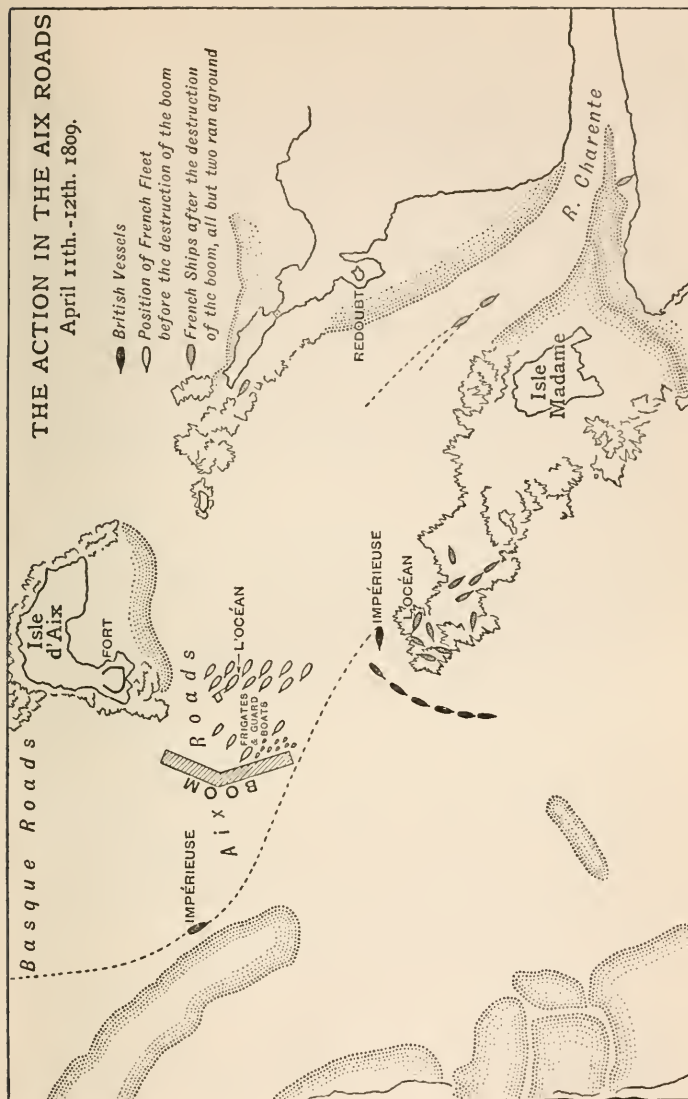 THE ACTION IN THE AIX ROADS
April 11th.-12th. 1809.
British Vessels
Position of French Fleet
before the destruction of the boom
French Ships after the destruction
of the boom, all but two ran aground
Basque Roads
Isle
d'Aix
FORT
Aix Roads
BOOM
FRIGATES
& GUARD
BOATS
L'OCÉAN
IMPÉRIEUSE
IMPÉRIEUSE
L'OCÉAN
REDOUBT
Isle
Madame
R. Charente